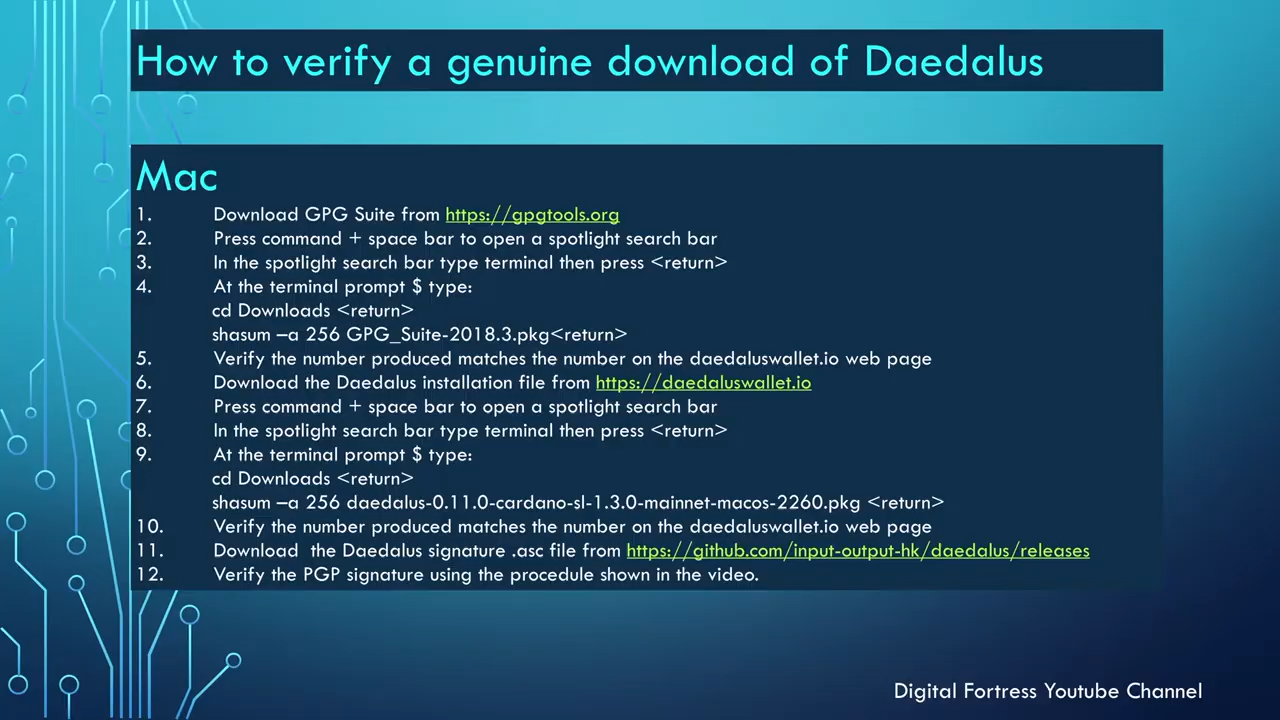 How to verify a genuine download of Daedalus
Mac
1. Download GPG Suite from https://gpgtools.org
2. Press command + space bar to open a spotlight search bar
3. In the spotlight search bar type terminal then press <return>
4. At the terminal prompt $ type:
cd Downloads <return>
shasum –a 256 GPG_Suite-2018.3.pkg<return>
5. Verify the number produced matches the number on the daedaluswallet.io web page
6. Download the Daedalus installation file from https://daedaluswallet.io
7. Press command + space bar to open a spotlight search bar
8. In the spotlight search bar type terminal then press <return>
9. At the terminal prompt $ type:
cd Downloads <return>
shasum –a 256 daedalus-0.11.0-cardano-sl-1.3.0-mainnet-macos-2260.pkg <return>
10. Verify the number produced matches the number on the daedaluswallet.io web page
11. Download  the Daedalus signature .asc file from https://github.com/input-output-hk/daedalus/releases
12. Verify the PGP signature using the procedule shown in the video.
Digital Fortress Youtube Channel